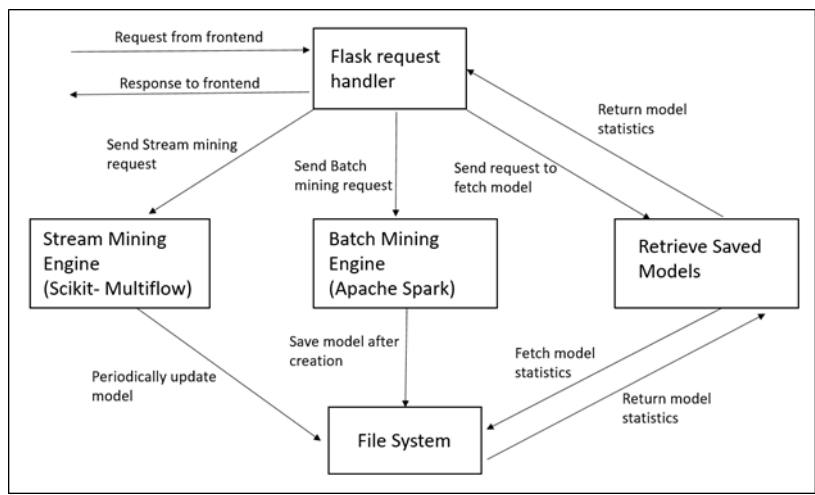 Request from frontend
Response to frontend
Flask request
handler
Return model
statistics
Send Stream mining
request
Send Batch
mining request
Send request to
fetch model
Stream Mining
Engine
(Scikit- Multiflow)
Batch Mining
Engine
(Apache Spark)
Retrieve Saved
Models
Save model after
creation
Fetch model
statistics
Periodically update
model
Return model
statistics
File System